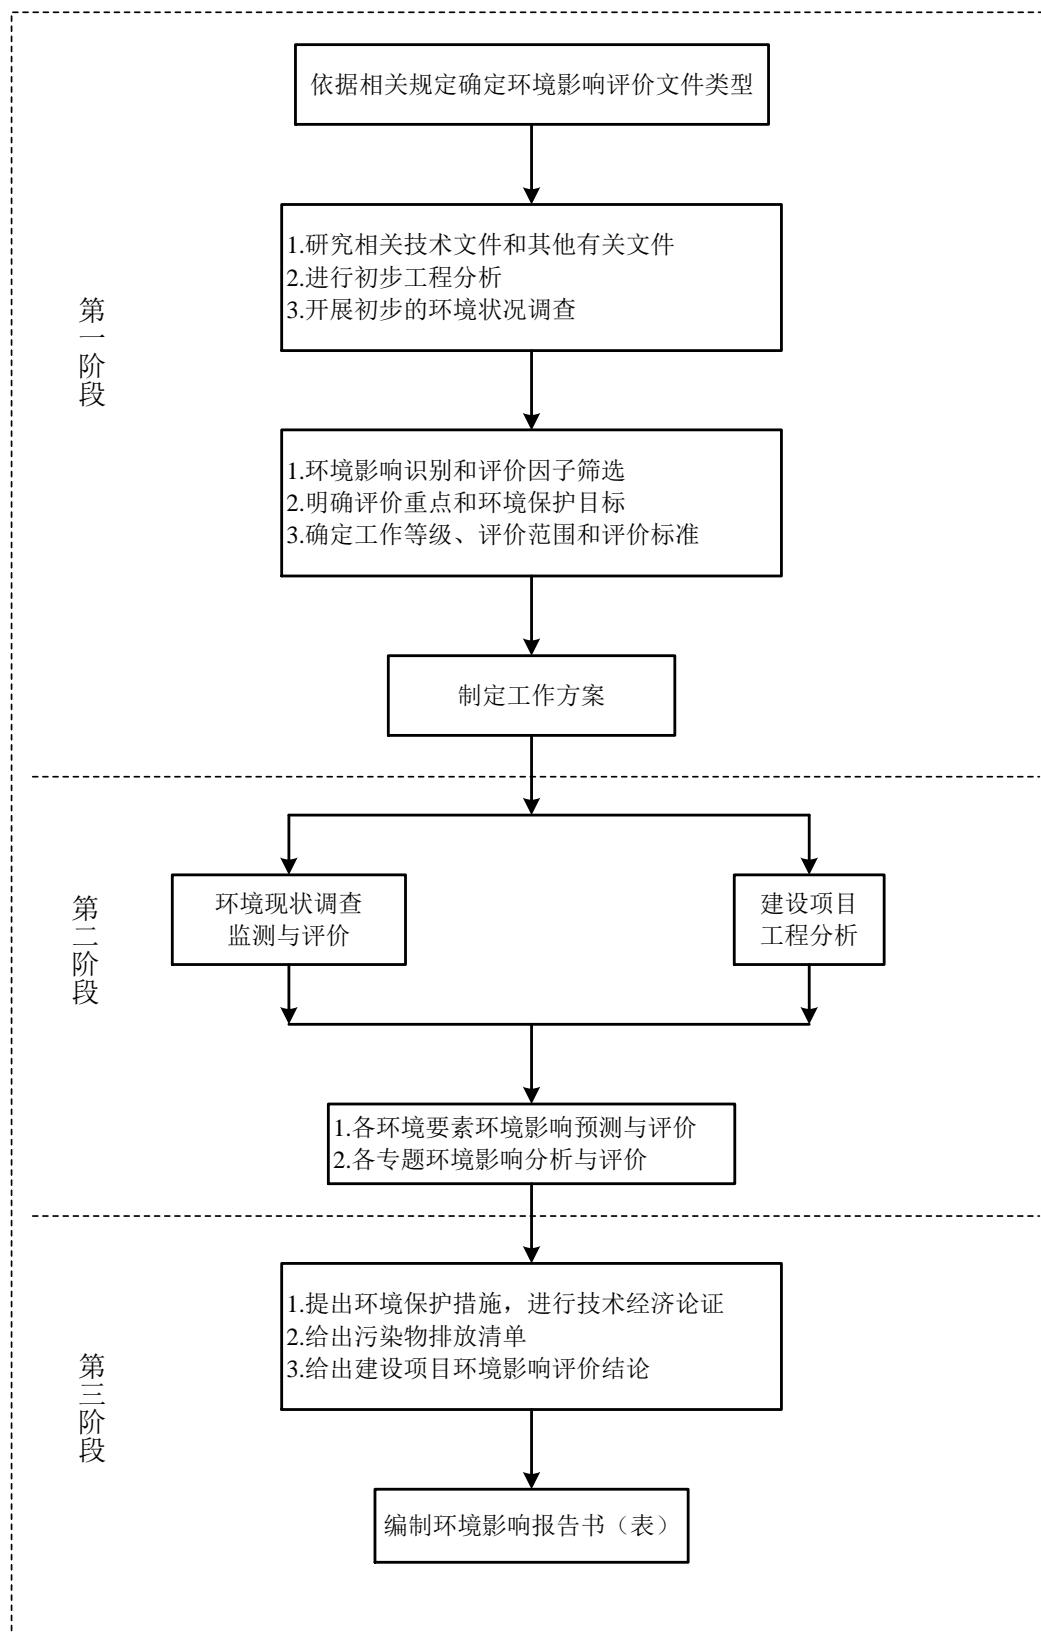 依据相关规定确定环境影响评价文件类型
1.研究相关技术文件和其他有关文件
2.进行初步工程分析
3.开展初步的环境状况调查
第一阶段
1.环境影响识别和评价因子筛选
2.明确评价重点和环境保护目标
3.确定工作等级、评价范围和评价标准
制定工作方案
第二阶段
环境现状调查
监测与评价
建设项目
工程分析
1.各环境要素环境影响预测与评价
2.各专题环境影响分析与评价
第三阶段
1.提出环境保护措施，进行技术经济论证
2.给出污染物排放清单
3.给出建设项目环境影响评价结论
编制环境影响报告书（表）